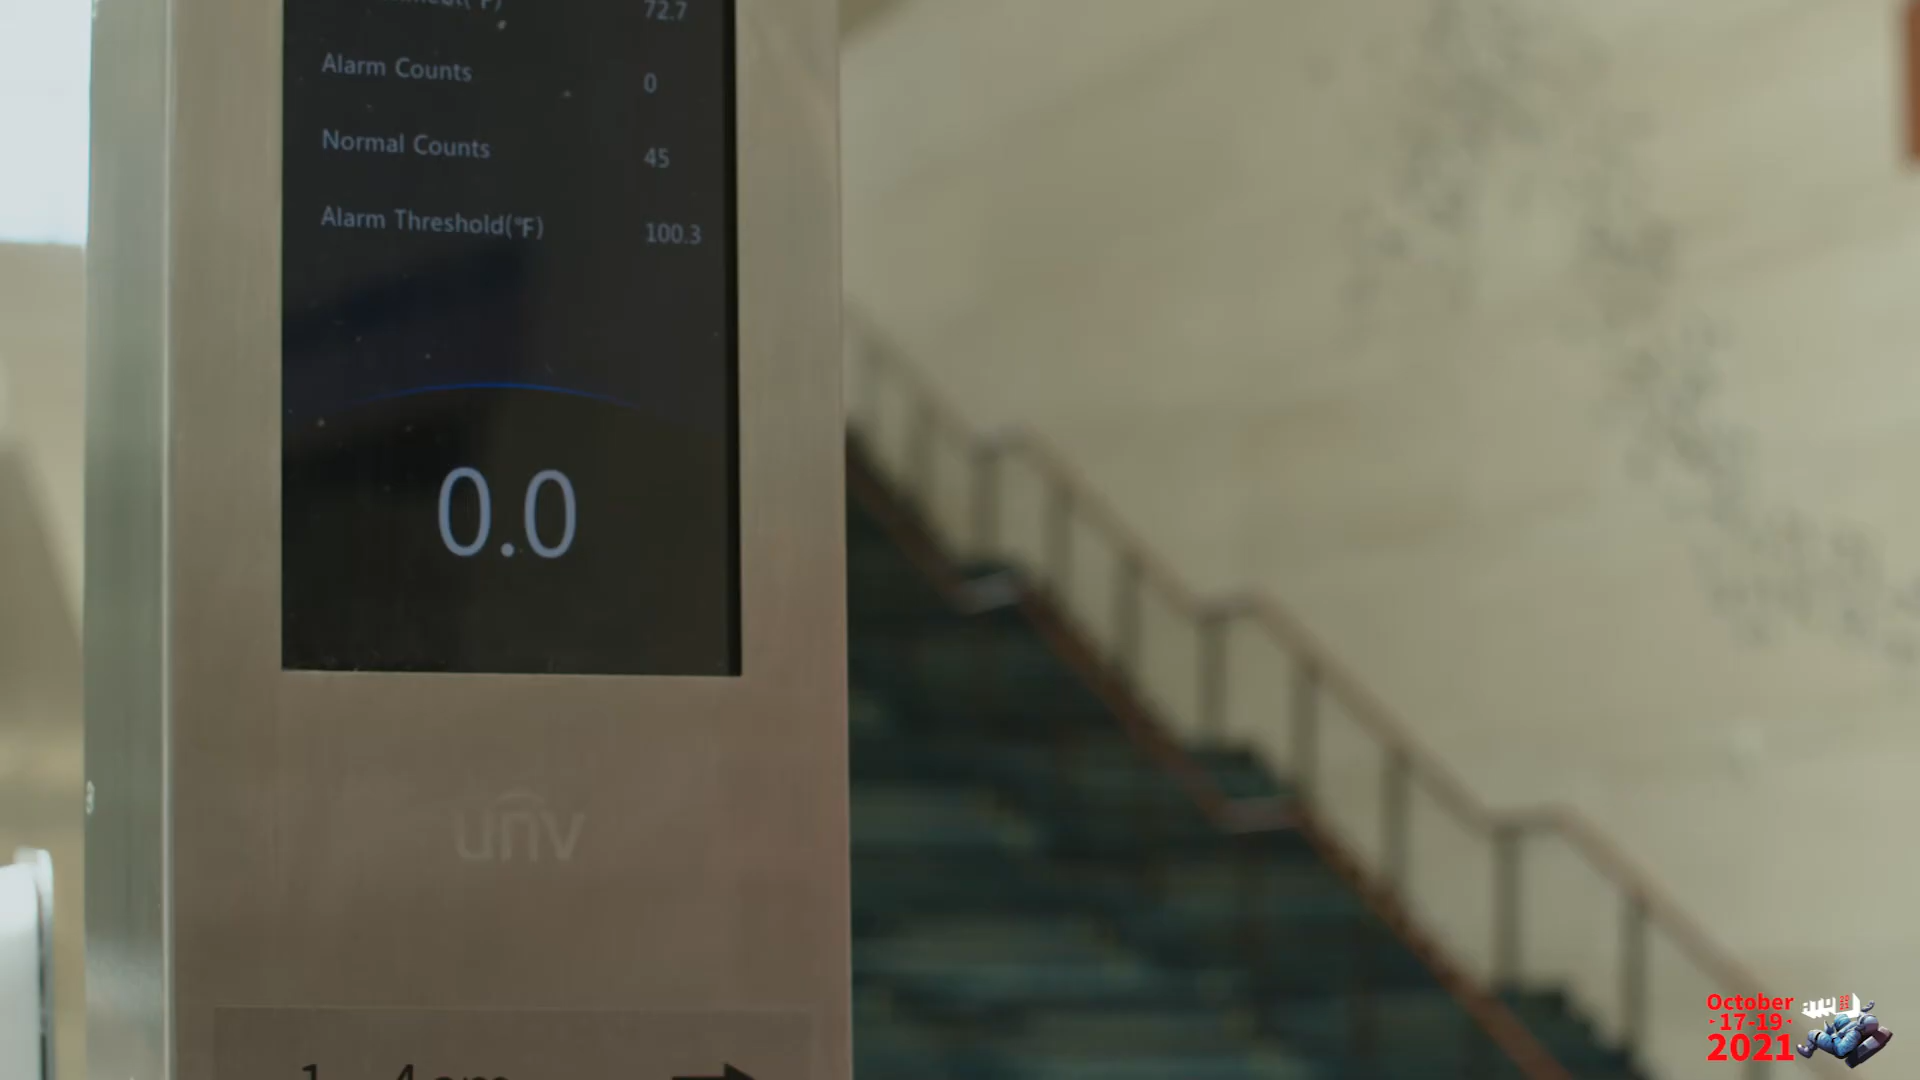 72.7
Alarm Counts 0
Normal Counts 45
Alarm Threshold(°F) 100.3
0.0
unv
October
·17-19·
2021